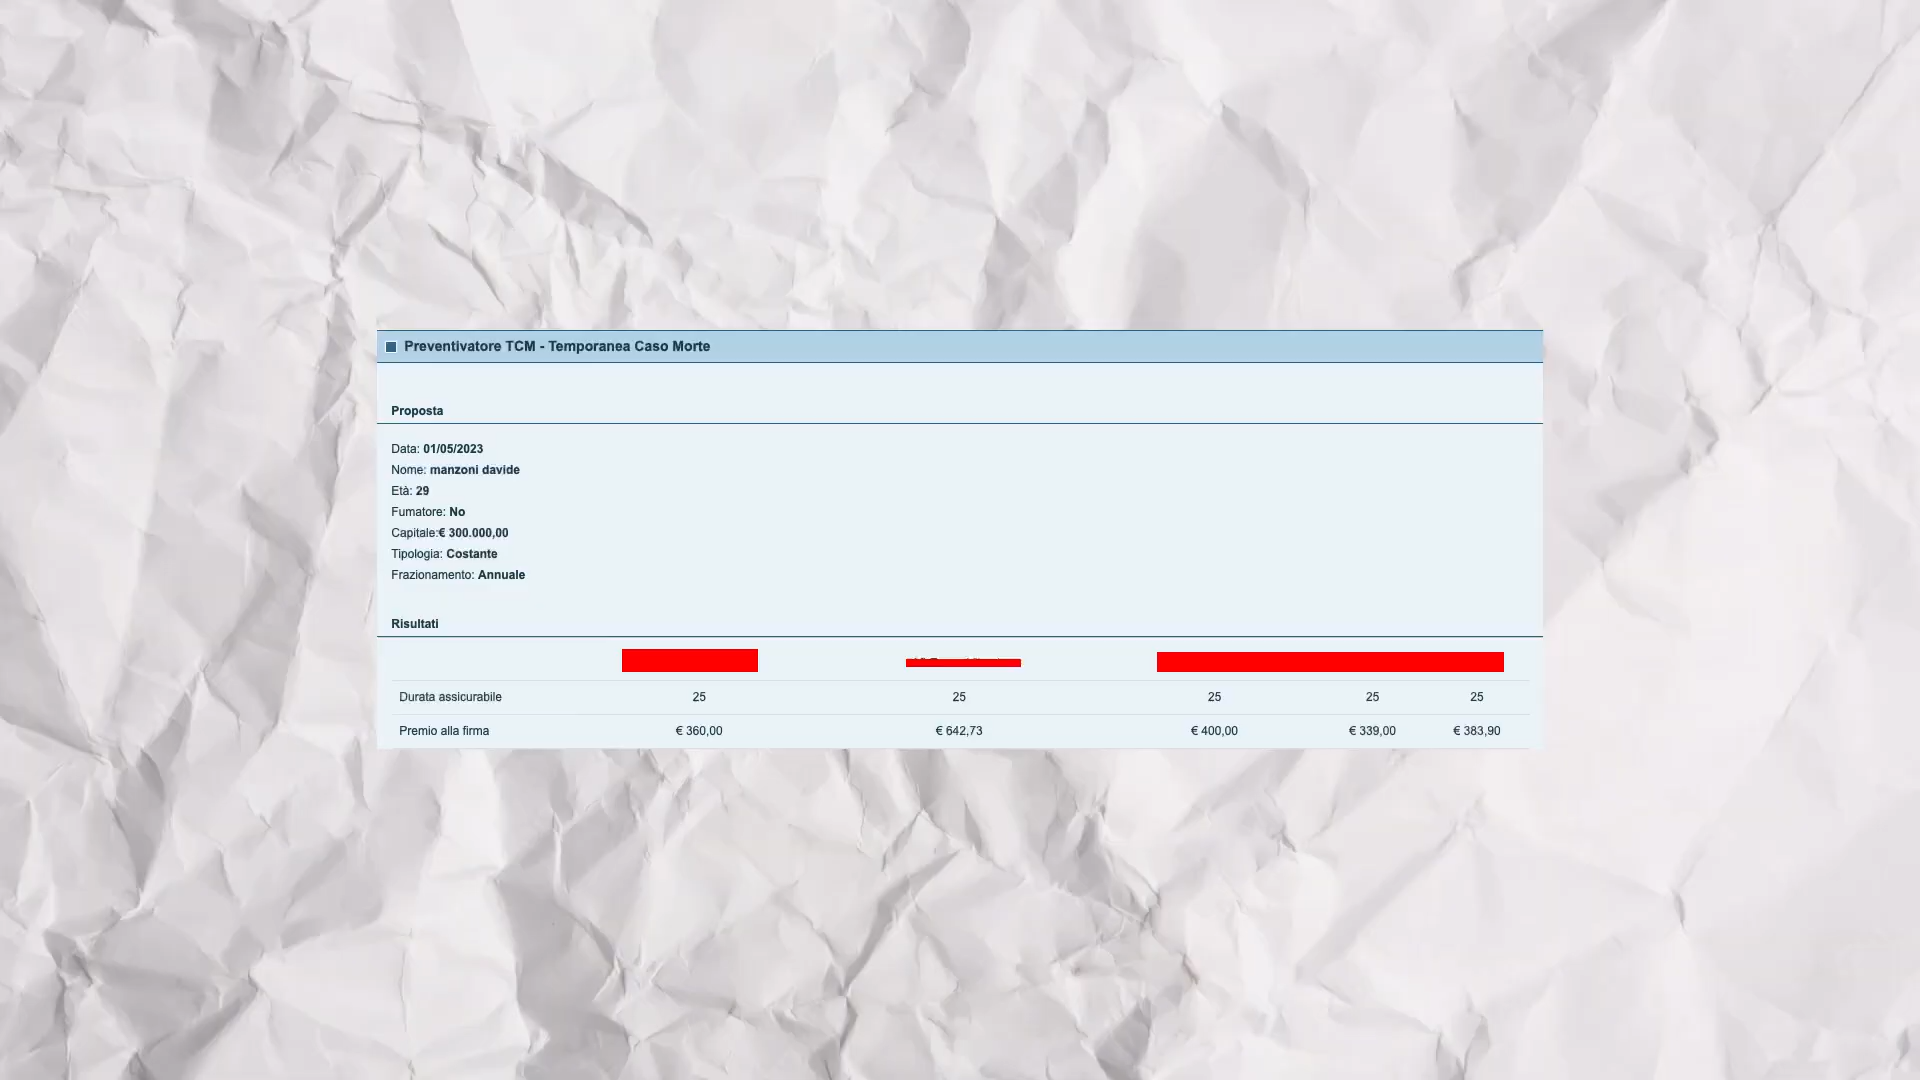 Preventivatore TCM - Temporanea Caso Morte
Proposta
Data: 01/05/2023
Nome: manzoni davide
Età: 29
Fumatore: No
Capitale:€ 300.000,00
Tipologia: Costante
Frazionamento: Annuale
Risultati
Durata assicurabile 25 25 25 25 25
Premio alla firma € 360,00 € 642,73 € 400,00 € 339,00 € 383,90